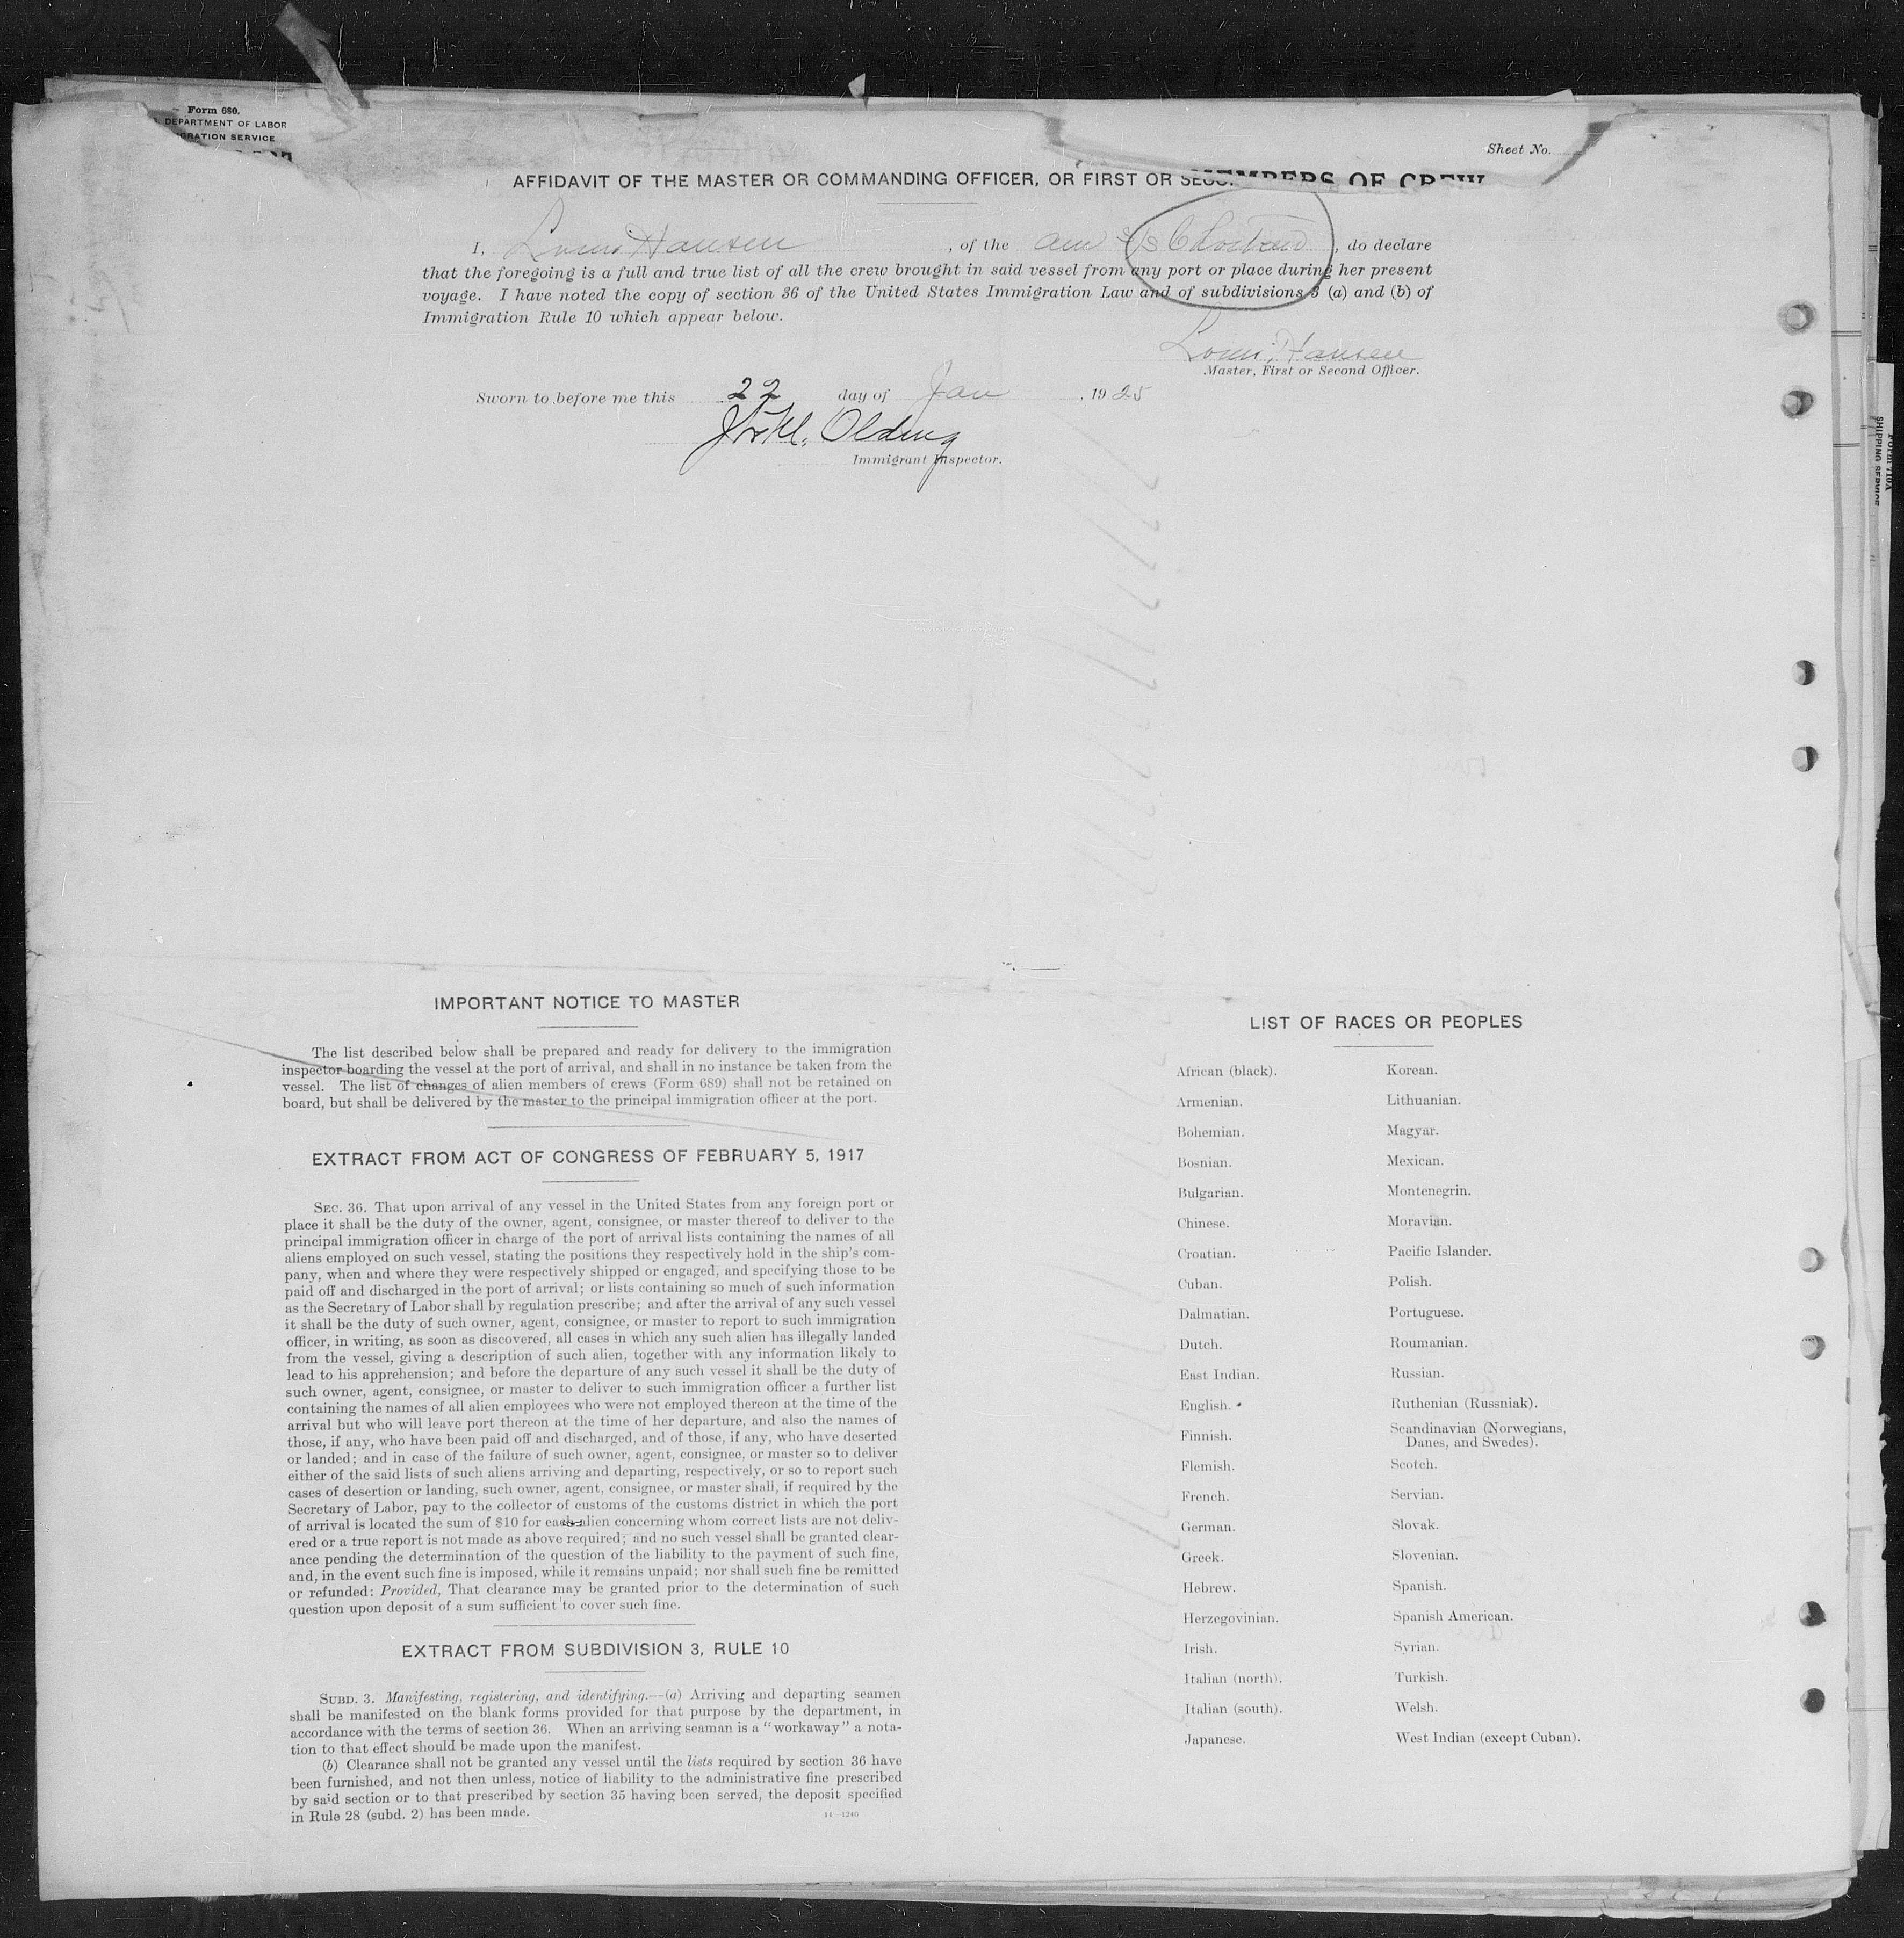 Form 680.
DEPARTMENT OF LABOR
GRATION SERVICE
Sheet No.
MEMBERS OF CREW
AFFIDAVIT OF THE MASTER OR COMMANDING OFFICER, OR FIRST OR SECO
I, Louis Hansen, of the Am S/S, do declare
that the foregoing is a full and true list of all the crew brought in said vessel from any port or place during her present
voyage. I have noted the copy of section 36 of the United States Immigration Law and of subdivisions 3 (a) and (b) of
Immigration Rule 10 which appear below.
Louis Hansen
Master, First or Second Officer.
Sworn to before me this 22 day of Jan, 1925
Olding
Immigrant Inspector.
Form 710A
SHIPPING SERVICE
IMPORTANT NOTICE TO MASTER
The list described below shall be prepared and ready for delivery to the immigration
inspector boarding the vessel at the port of arrival, and shall in no instance be taken from the
vessel. The list of changes of alien members of crews (Form 689) shall not be retained on
board, but shall be delivered by the master to the principal immigration officer at the port.
EXTRACT FROM ACT OF CONGRESS OF FEBRUARY 5, 1917
SEC. 36. That upon arrival of any vessel in the United States from any foreign port or
place it shall be the duty of the owner, agent, consignee, or master thereof to deliver to the
principal immigration officer in charge of the port of arrival lists containing the names of all
aliens employed on such vessel, stating the positions they respectively hold in the ship's com-
pany, when and where they were respectively shipped or engaged, and specifying those to be
paid off and discharged in the port of arrival; or lists containing so much of such information
as the Secretary of Labor shall by regulation prescribe; and after the arrival of any such vessel
it shall be the duty of such owner, agent, consignee, or master to report to such immigration
officer, in writing, as soon as discovered, all cases in which any such alien has illegally landed
from the vessel, giving a description of such alien, together with any information likely to
lead to his apprehension; and before the departure of any such vessel it shall be the duty of
such owner, agent, consignee, or master to deliver to such immigration officer a further list
containing the names of all alien employees who were not employed thereon at the time of the
arrival but who will leave port thereon at the time of her departure, and also the names of
those, if any, who have been paid off and discharged, and of those, if any, who have deserted
or landed; and in case of the failure of such owner, agent, consignee, or master so to deliver
either of the said lists of such aliens arriving and departing, respectively, or so to report such
cases of desertion or landing, such owner, agent, consignee, or master shall, if required by the
Secretary of Labor, pay to the collector of customs of the customs district in which the port
of arrival is located the sum of $10 for each alien concerning whom correct lists are not deliv-
ered or a true report is not made as above required; and no such vessel shall be granted clear-
ance pending the determination of the question of the liability to the payment of such fine,
and, in the event such fine is imposed, while it remains unpaid; nor shall such fine be remitted
or refunded: Provided, That clearance may be granted prior to the determination of such
question upon deposit of a sum sufficient to cover such fine.
EXTRACT FROM SUBDIVISION 3, RULE 10
SUBD. 3. Manifesting, registering, and identifying.—(a) Arriving and departing seamen
shall be manifested on the blank forms provided for that purpose by the department, in
accordance with the terms of section 36. When an arriving seaman is a "workaway" a nota-
tion to that effect should be made upon the manifest.
(b) Clearance shall not be granted any vessel until the lists required by section 36 have
been furnished, and not then unless, notice of liability to the administrative fine prescribed
by said section or to that prescribed by section 35 having been served, the deposit specified
in Rule 28 (subd. 2) has been made.
14—1240
LIST OF RACES OR PEOPLES
African (black).
Armenian.
Bohemian.
Bosnian.
Bulgarian.
Chinese.
Croatian.
Cuban.
Dalmatian.
Dutch.
East Indian.
English.
Finnish.
Flemish.
French.
German.
Greek.
Hebrew.
Herzegovinian.
Irish.
Italian (north).
Italian (south).
Japanese.
Korean.
Lithuanian.
Magyar.
Mexican.
Montenegrin.
Moravian.
Pacific Islander.
Polish.
Portuguese.
Roumanian.
Russian.
Ruthenian (Russniak).
Scandinavian (Norwegians,
Danes, and Swedes).
Scotch.
Servian.
Slovak.
Slovenian.
Spanish.
Spanish American.
Syrian.
Turkish.
Welsh.
West Indian (except Cuban).